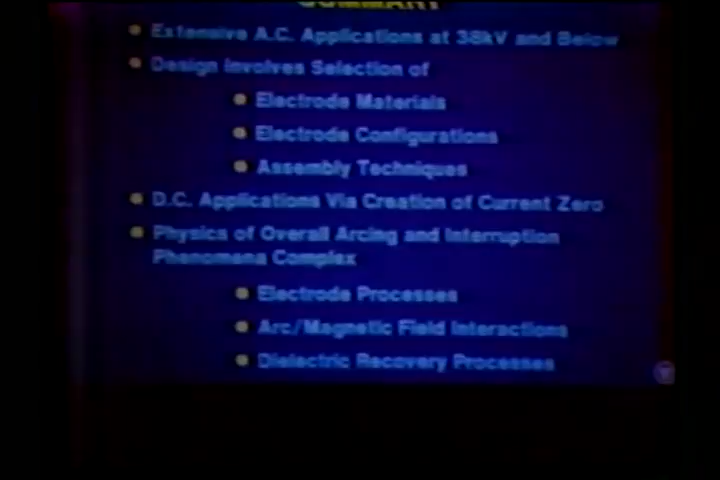 SUMMARY
Extensive A.C. Applications at 38kV and Below
Design Involves Selection of
Electrode Materials
Electrode Configurations
Assembly Techniques
D.C. Applications Via Creation of Current Zero
Physics of Overall Arcing and Interruption
Phenomena Complex
Electrode Processes
Arc/Magnetic Field Interactions
Dielectric Recovery Processes